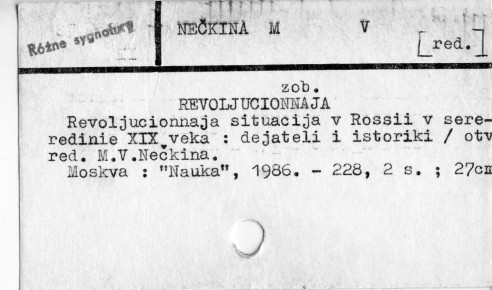 Różne sygnatury
NEČKINA M V
[red.]
zob.
REVOLJUCIONNAJA
Revoljucionnaja situacija v Rossii v sere-
redinie XIX veka : dejateli i istoriki / otv
red. M.V.Nečkina.
Moskva : "Nauka", 1986. - 228, 2 s. ; 27cm